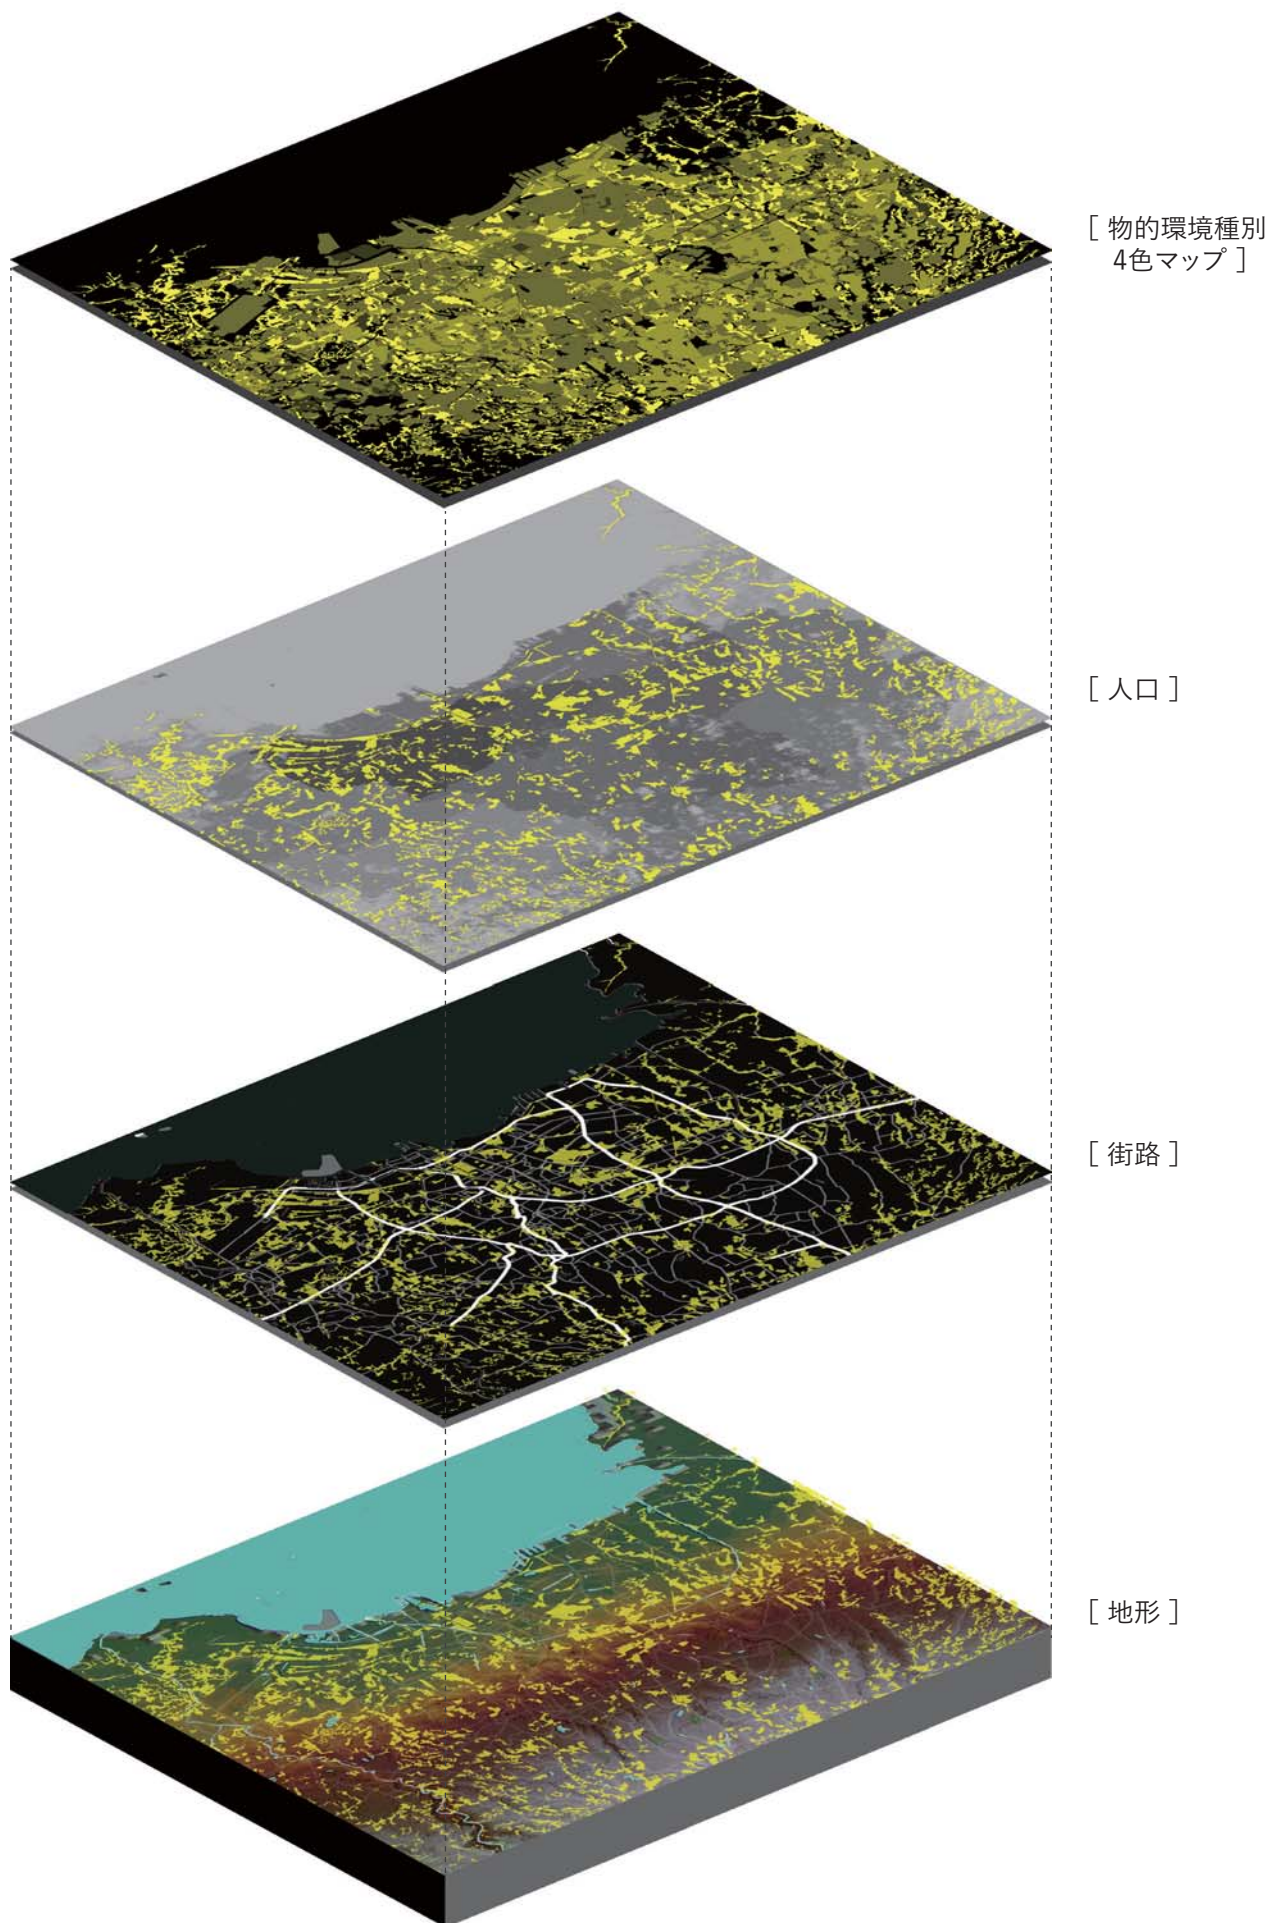 [ 物的環境種別
4色マップ ]
[ 人口 ]
[ 街路 ]
[ 地形 ]